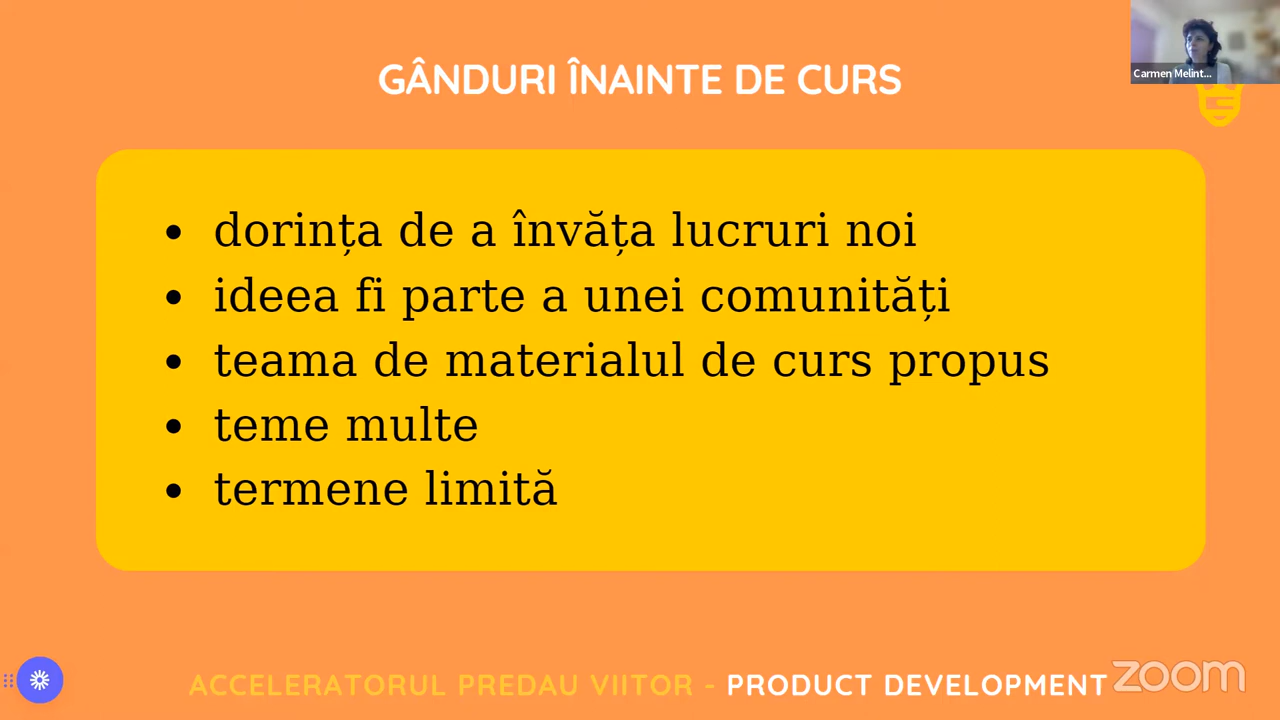 Carmen Melint...
GÂNDURI ÎNAINTE DE CURS
• dorința de a învăța lucruri noi
• ideea fi parte a unei comunități
• teama de materialul de curs propus
• teme multe
• termene limită
ACCELERATORUL PREDAU VIITOR - PRODUCT DEVELOPMENT
zoom